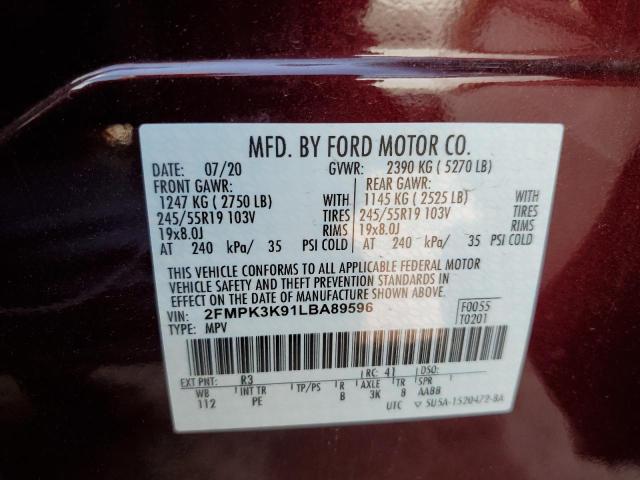 MFD. BY FORD MOTOR CO.
DATE: 07/20 GVWR: 2390 KG ( 5270 LB)
FRONT GAWR: REAR GAWR:
1247 KG ( 2750 LB) WITH 1145 KG ( 2525 LB) WITH
245/55R19 103V TIRES 245/55R19 103V TIRES
19x8.0J RIMS 19x8.0J RIMS
AT 240 kPa/ 35 PSI COLD AT 240 kPa/ 35 PSI COLD
THIS VEHICLE CONFORMS TO ALL APPLICABLE FEDERAL MOTOR
VEHICLE SAFETY AND THEFT PREVENTION STANDARDS IN
EFFECT ON THE DATE OF MANUFACTURE SHOWN ABOVE.
VIN: 2FMPK3K91LBA89596 F0055
TYPE: MPV T0201
EXT PNT: R3 RC: 41 DSO:
WB INT TR TP/PS R AXLE TR SPR
112 PE B 3K 8 AABB
UTC 5U5A-1520472-BA